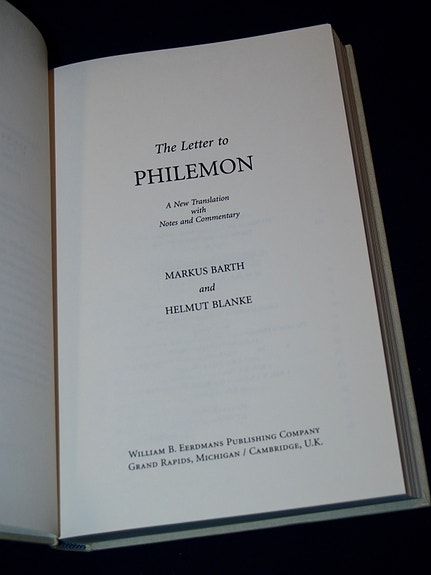 The Letter to
PHILEMON
A New Translation
with
Notes and Commentary
MARKUS BARTH
and
HELMUT BLANKE
WILLIAM B. EERDMANS PUBLISHING COMPANY
GRAND RAPIDS, MICHIGAN / CAMBRIDGE, U.K.